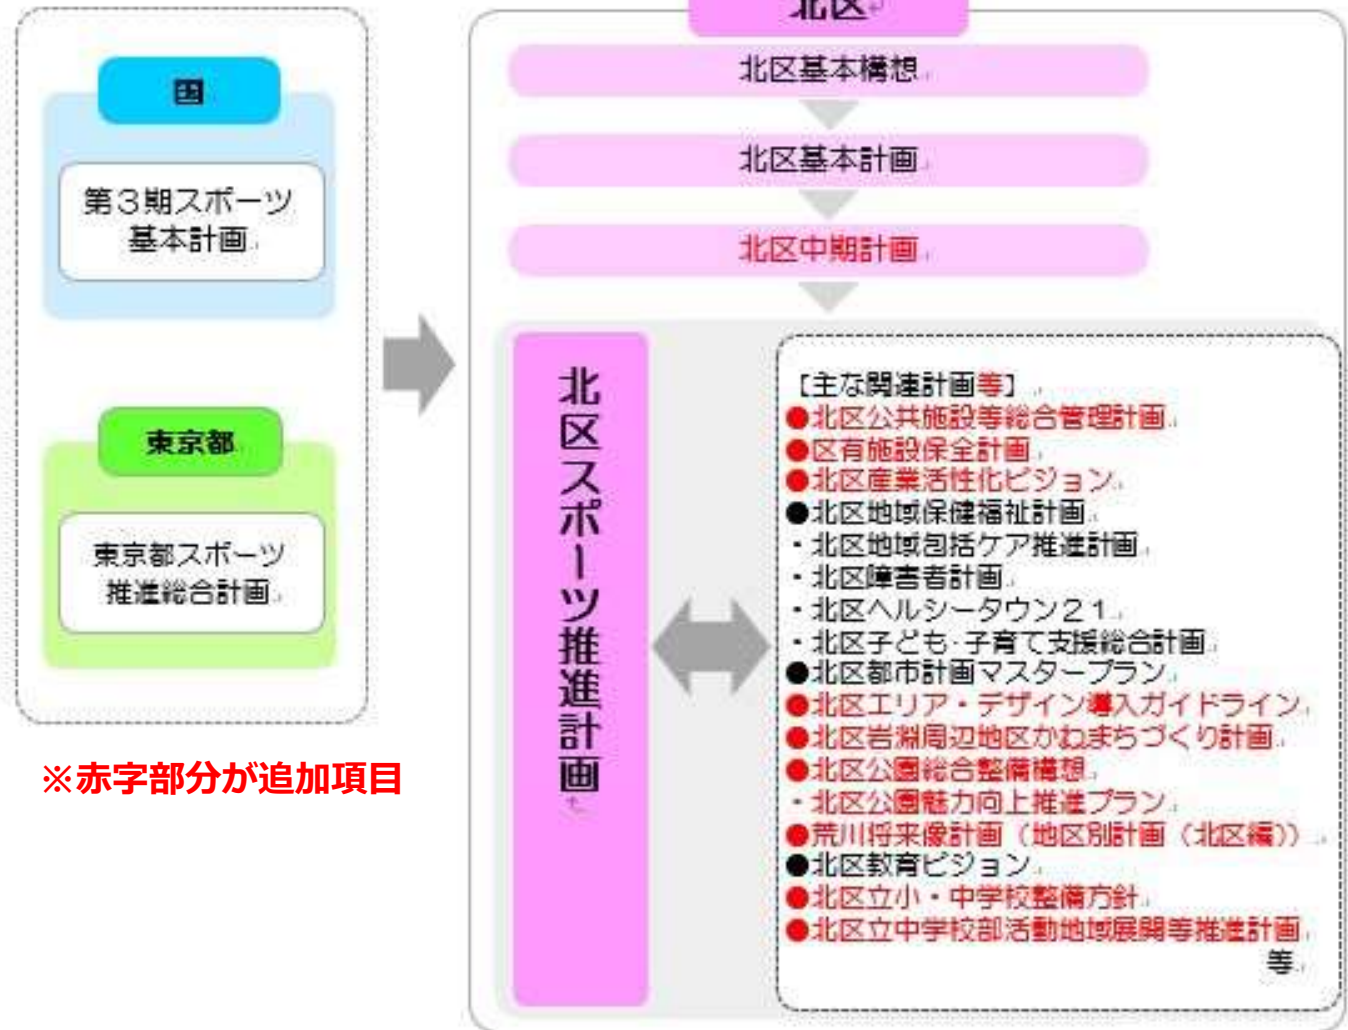 国
第３期スポーツ
基本計画
東京都
東京都スポーツ
推進総合計画
※赤字部分が追加項目
北区
北区基本構想
北区基本計画
北区中期計画
北区スポーツ推進計画
【主な関連計画等】
●北区公共施設等総合管理計画
●区有施設保全計画
●北区産業活性化ビジョン
●北区地域保健福祉計画
・北区地域包括ケア推進計画
・北区障害者計画
・北区ヘルシータウン２１
・北区子ども･子育て支援総合計画
●北区都市計画マスタープラン
●北区エリア・デザイン導入ガイドライン
●北区岩淵周辺地区かわまちづくり計画
●北区公園総合整備構想
・北区公園魅力向上推進プラン
●荒川将来像計画（地区別計画（北区編））
●北区教育ビジョン
●北区立小・中学校整備方針
●北区立中学校部活動地域展開等推進計画
等